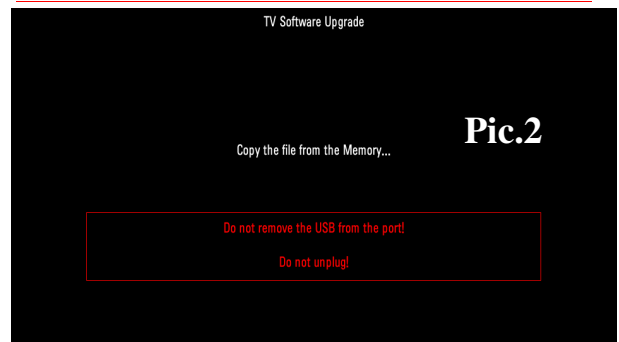 TV Software Upgrade
Pic.2
Copy the file from the Memory...
Do not remove the USB from the port!
Do not unplug!